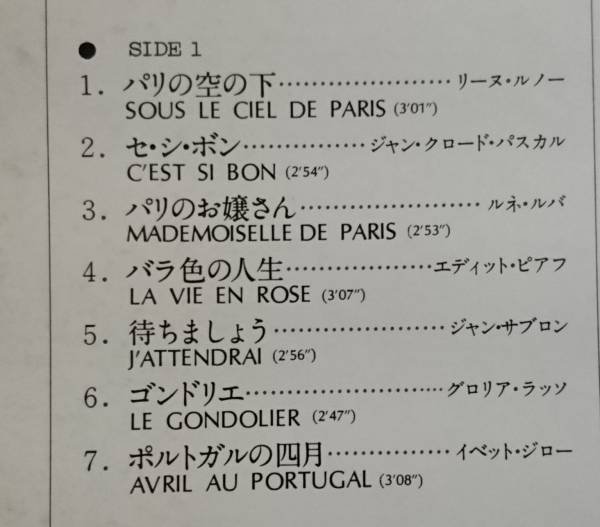 ● SIDE 1
1. パリの空の下…………………リーヌ・ルノー
SOUS LE CIEL DE PARIS (3'01")
2. セ・シ・ボン……………ジャン・クロード・パスカル
C'EST SI BON (2'54")
3. パリのお嬢さん…………………ルネ・ルバ
MADEMOISELLE DE PARIS (2'53")
4. バラ色の人生………………エディット・ピアフ
LA VIE EN ROSE (3'07")
5. 待ちましょう…………………ジャン・サブロン
J'ATTENDRAI (2'56")
6. ゴンドリエ……………………グロリア・ラッソ
LE GONDOLIER (2'47")
7. ポルトガルの四月……………イベット・ジロー
AVRIL AU PORTUGAL (3'08")